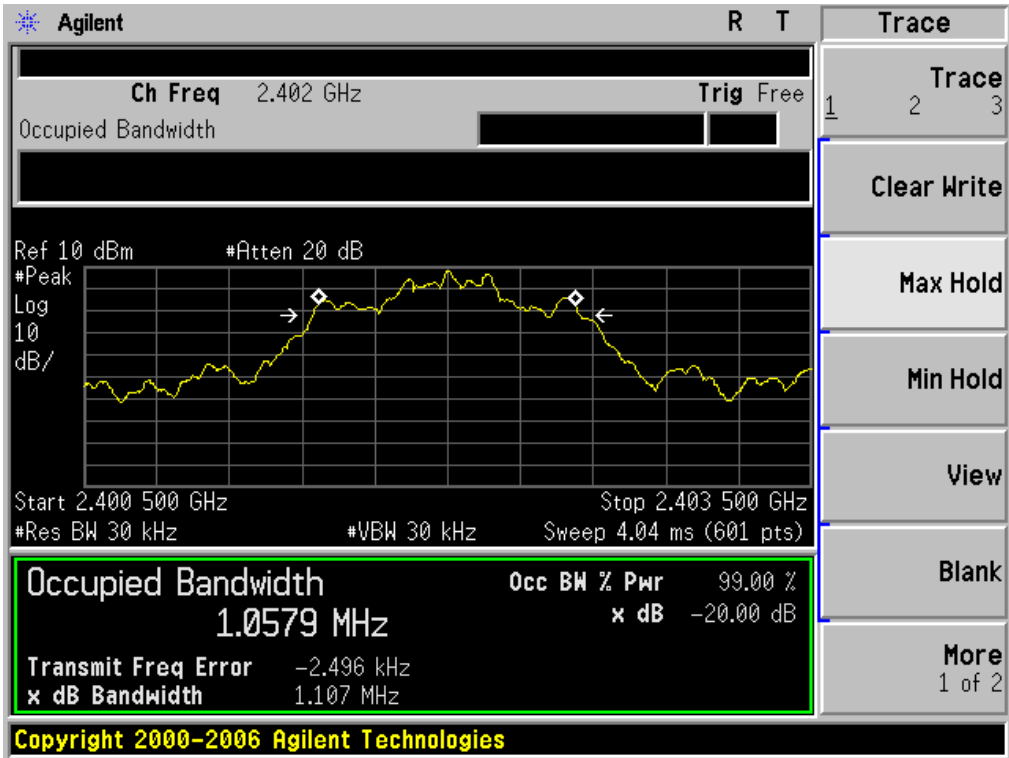 Agilent R T
Ch Freq 2.402 GHz Trig Free
Occupied Bandwidth
Ref 10 dBm #Atten 20 dB
#Peak
Log
10
dB/
Start 2.400 500 GHz Stop 2.403 500 GHz
#Res BW 30 kHz #VBW 30 kHz Sweep 4.04 ms (601 pts)
Occupied Bandwidth
1.0579 MHz
Occ BW % Pwr 99.00 %
x dB -20.00 dB
Transmit Freq Error -2.496 kHz
x dB Bandwidth 1.107 MHz
Copyright 2000-2006 Agilent Technologies
Trace
Trace
1 2 3
Clear Write
Max Hold
Min Hold
View
Blank
More
1 of 2